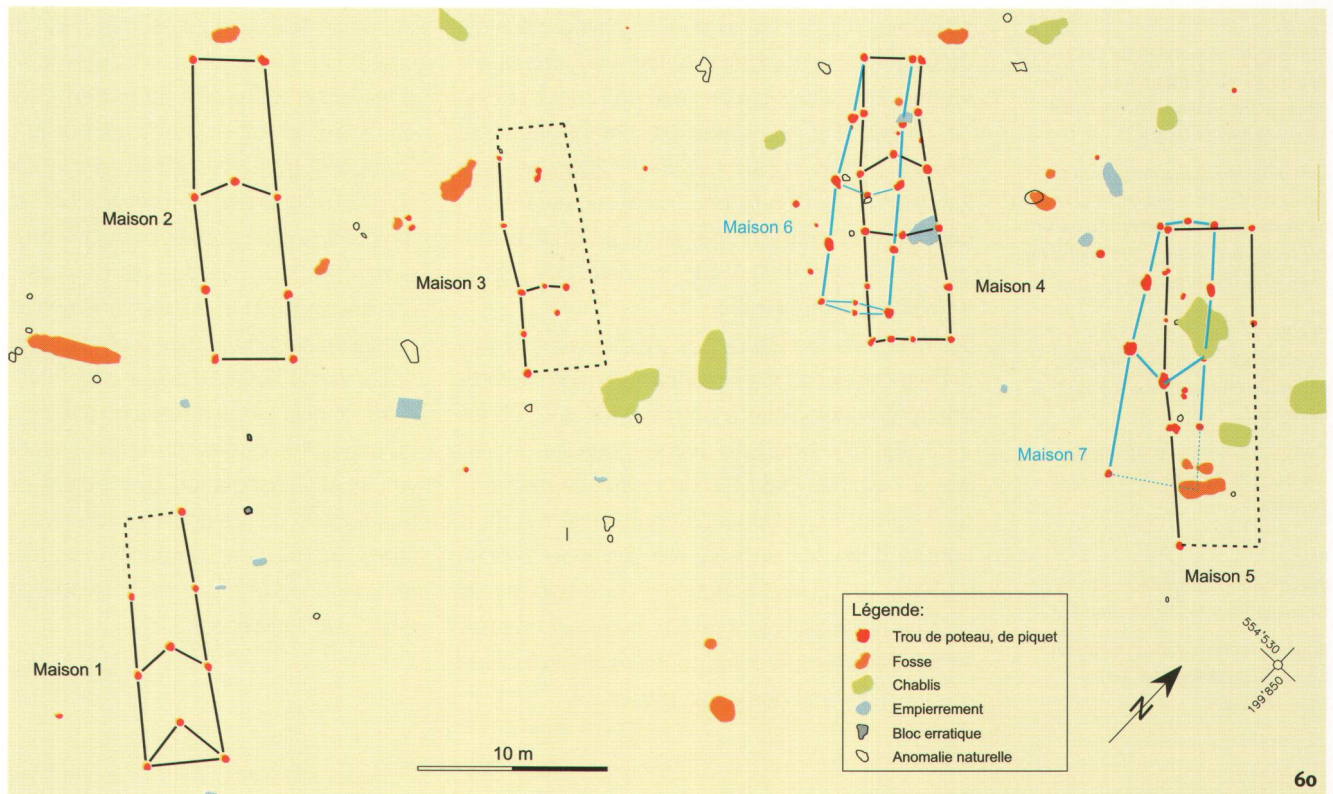 Maison 2
Maison 3
Maison 6
Maison 4
Maison 7
Maison 5
Maison 1
10 m
Légende:
Trou de poteau, de piquet
Fosse
Chablis
Empierrement
Bloc erratique
Anomalie naturelle
N
554'530
199'850
60